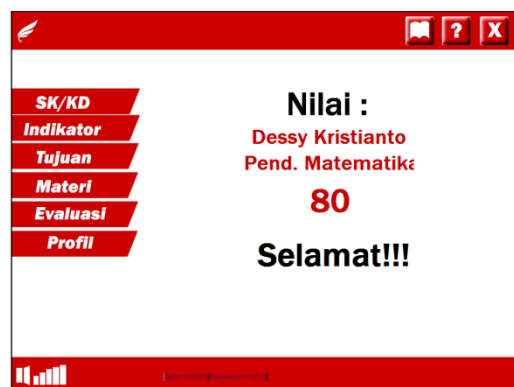 ? X
SK/KD
Indikator
Tujuan
Materi
Evaluasi
Profil
Nilai :
Dessy Kristianto
Pend. Matematika
80
Selamat!!!